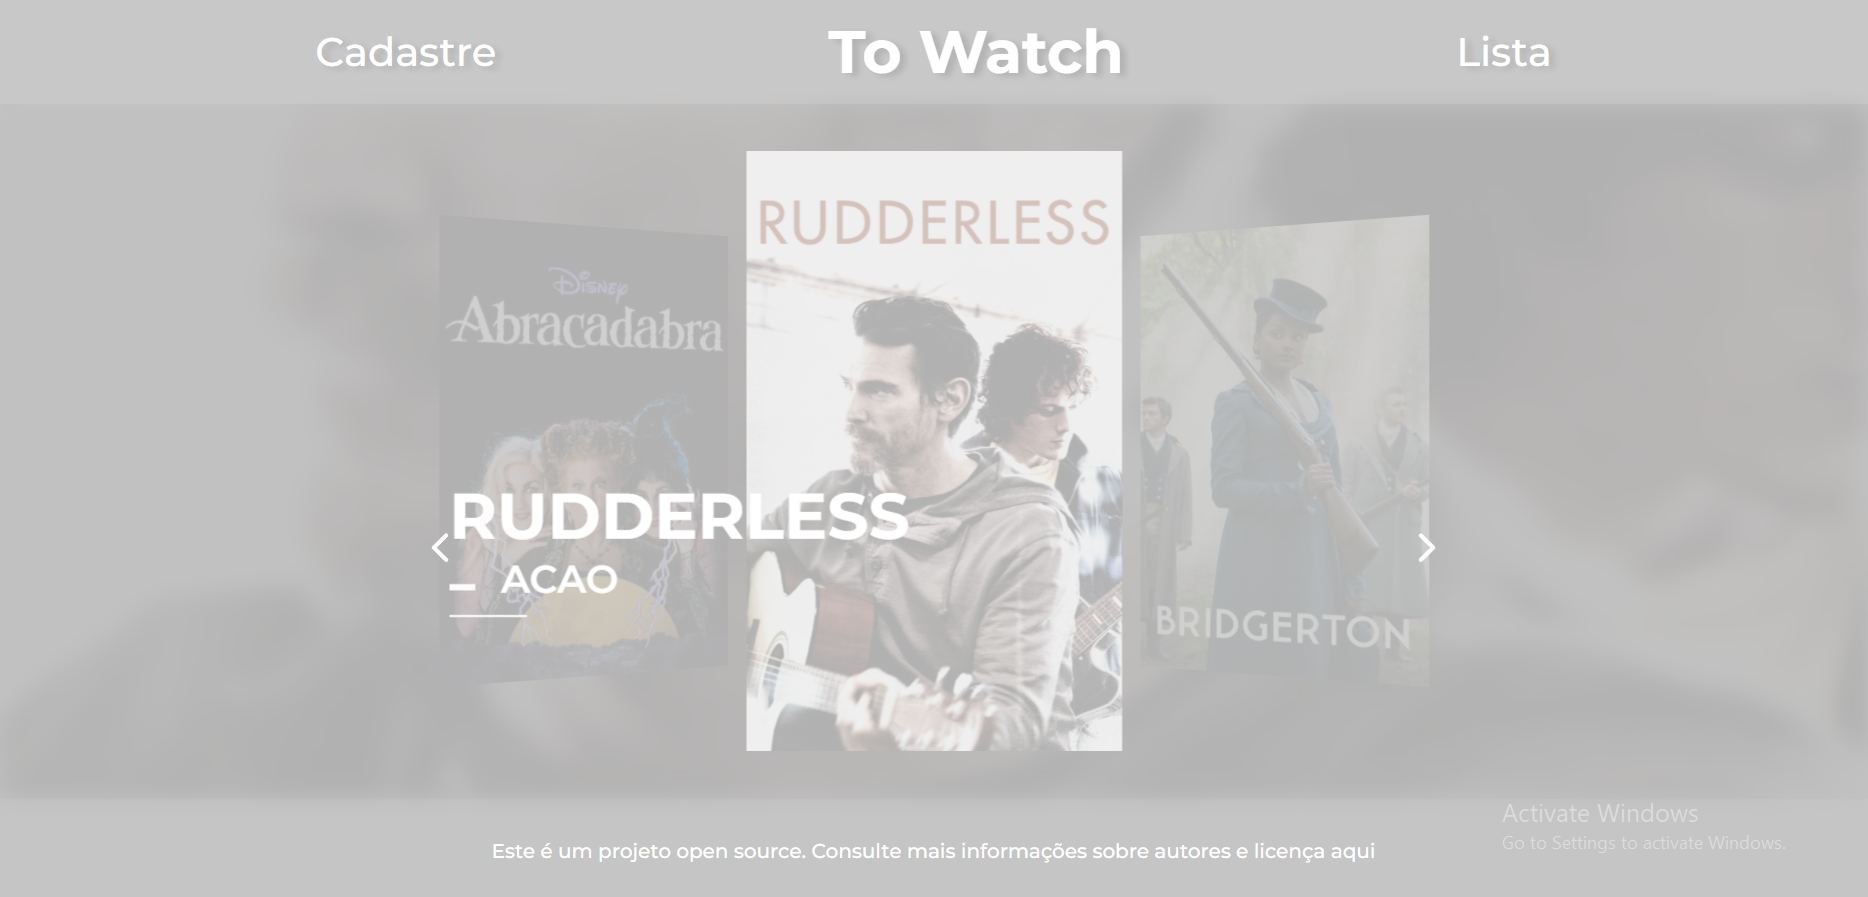 Cadastre
To Watch
Lista
RUDDERLESS
Disney
Abracadabra
RUDDERLESS
ACAO
BRIDGERTON
Activate Windows
Go to Settings to activate Windows.
Este é um projeto open source. Consulte mais informações sobre autores e licença aqui